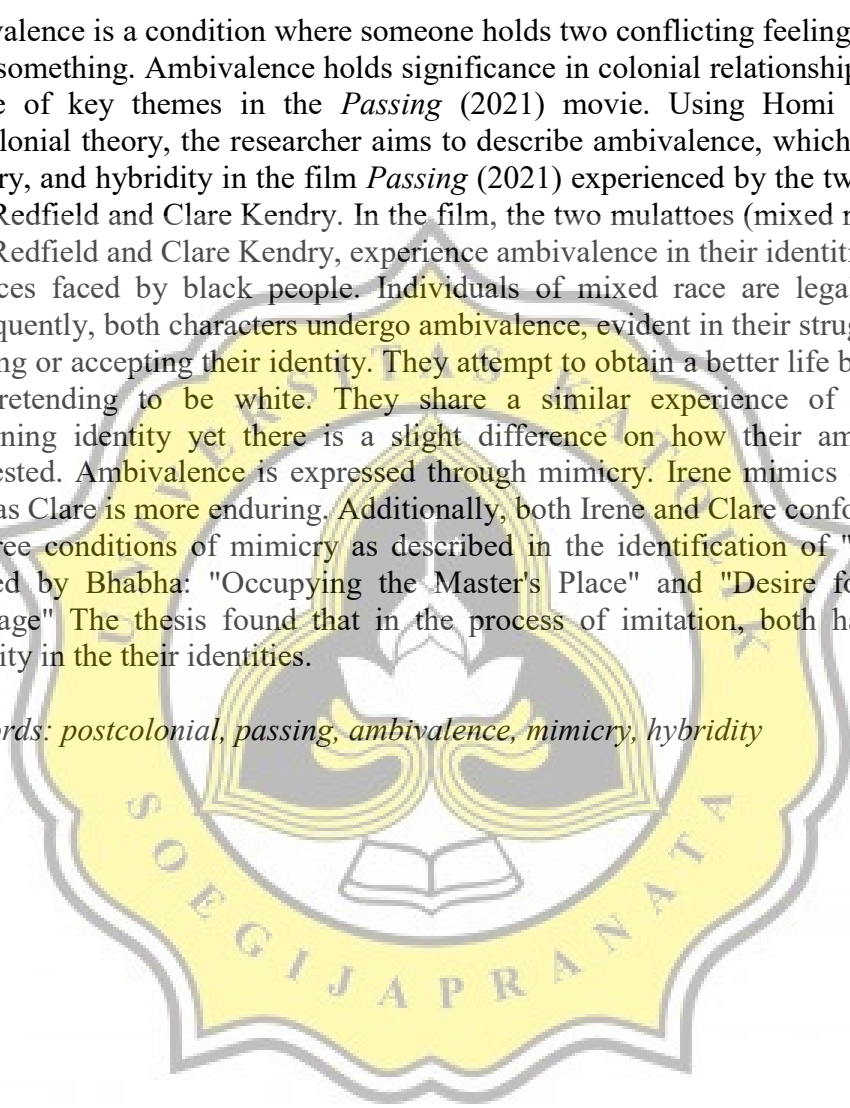 valence is a condition where someone holds two conflicting feeling
something. Ambivalence holds significance in colonial relationship
e of key themes in the Passing (2021) movie. Using Homi
lonial theory, the researcher aims to describe ambivalence, which
ry, and hybridity in the film Passing (2021) experienced by the tw
Redfield and Clare Kendry. In the film, the two mulattoes (mixed r
Redfield and Clare Kendry, experience ambivalence in their identiti
ces faced by black people. Individuals of mixed race are lega
quently, both characters undergo ambivalence, evident in their strug
ng or accepting their identity. They attempt to obtain a better life b
retending to be white. They share a similar experience of
ning identity yet there is a slight difference on how their am
ested. Ambivalence is expressed through mimicry. Irene mimics
as Clare is more enduring. Additionally, both Irene and Clare confo
ree conditions of mimicry as described in the identification of "
ed by Bhabha: "Occupying the Master's Place" and "Desire fo
age" The thesis found that in the process of imitation, both ha
ity in the their identities.
rds: postcolonial, passing, ambivalence, mimicry, hybridity
UNIVERSITAS KATOLIK
SOEGIJAPRANATA